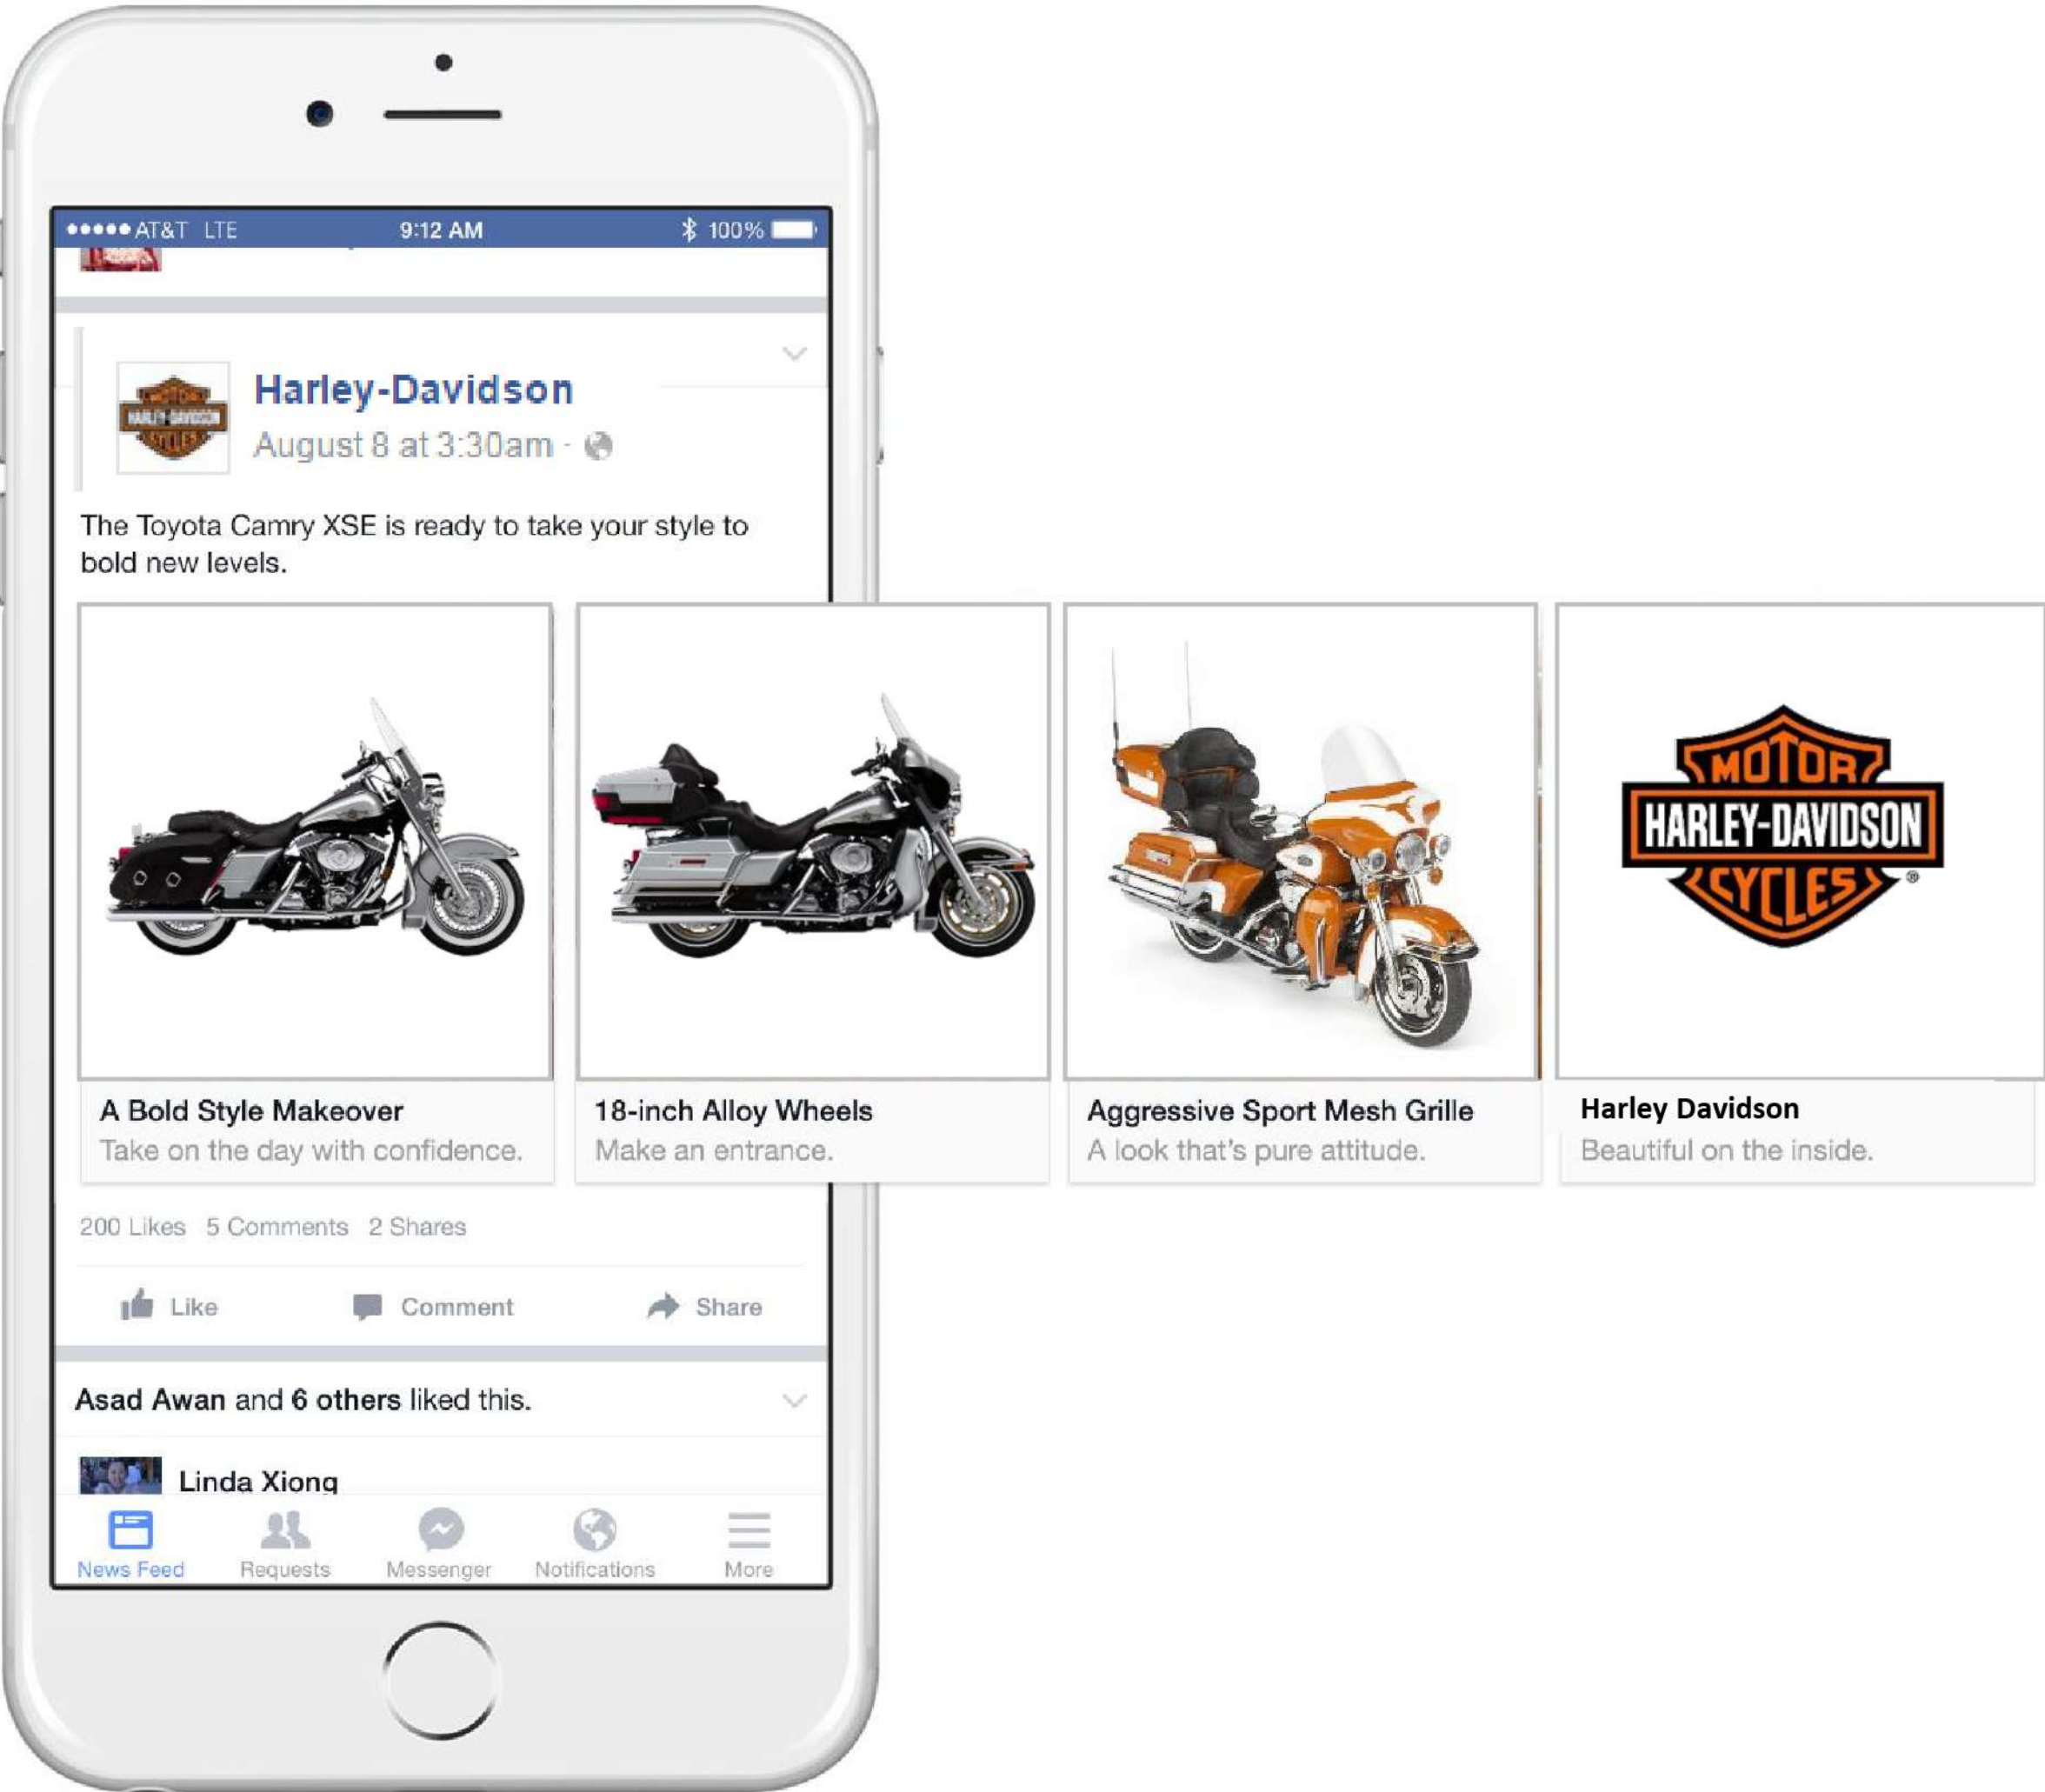 AT&T LTE 9:12 AM 100%
Harley-Davidson
August 8 at 3:30am ·
The Toyota Camry XSE is ready to take your style to
bold new levels.
MOTOR
HARLEY-DAVIDSON
CYCLES
®
A Bold Style Makeover
Take on the day with confidence.
18-inch Alloy Wheels
Make an entrance.
Aggressive Sport Mesh Grille
A look that's pure attitude.
Harley Davidson
Beautiful on the inside.
200 Likes 5 Comments 2 Shares
Like Comment Share
Asad Awan and 6 others liked this.
Linda Xiong
News Feed Requests Messenger Notifications More